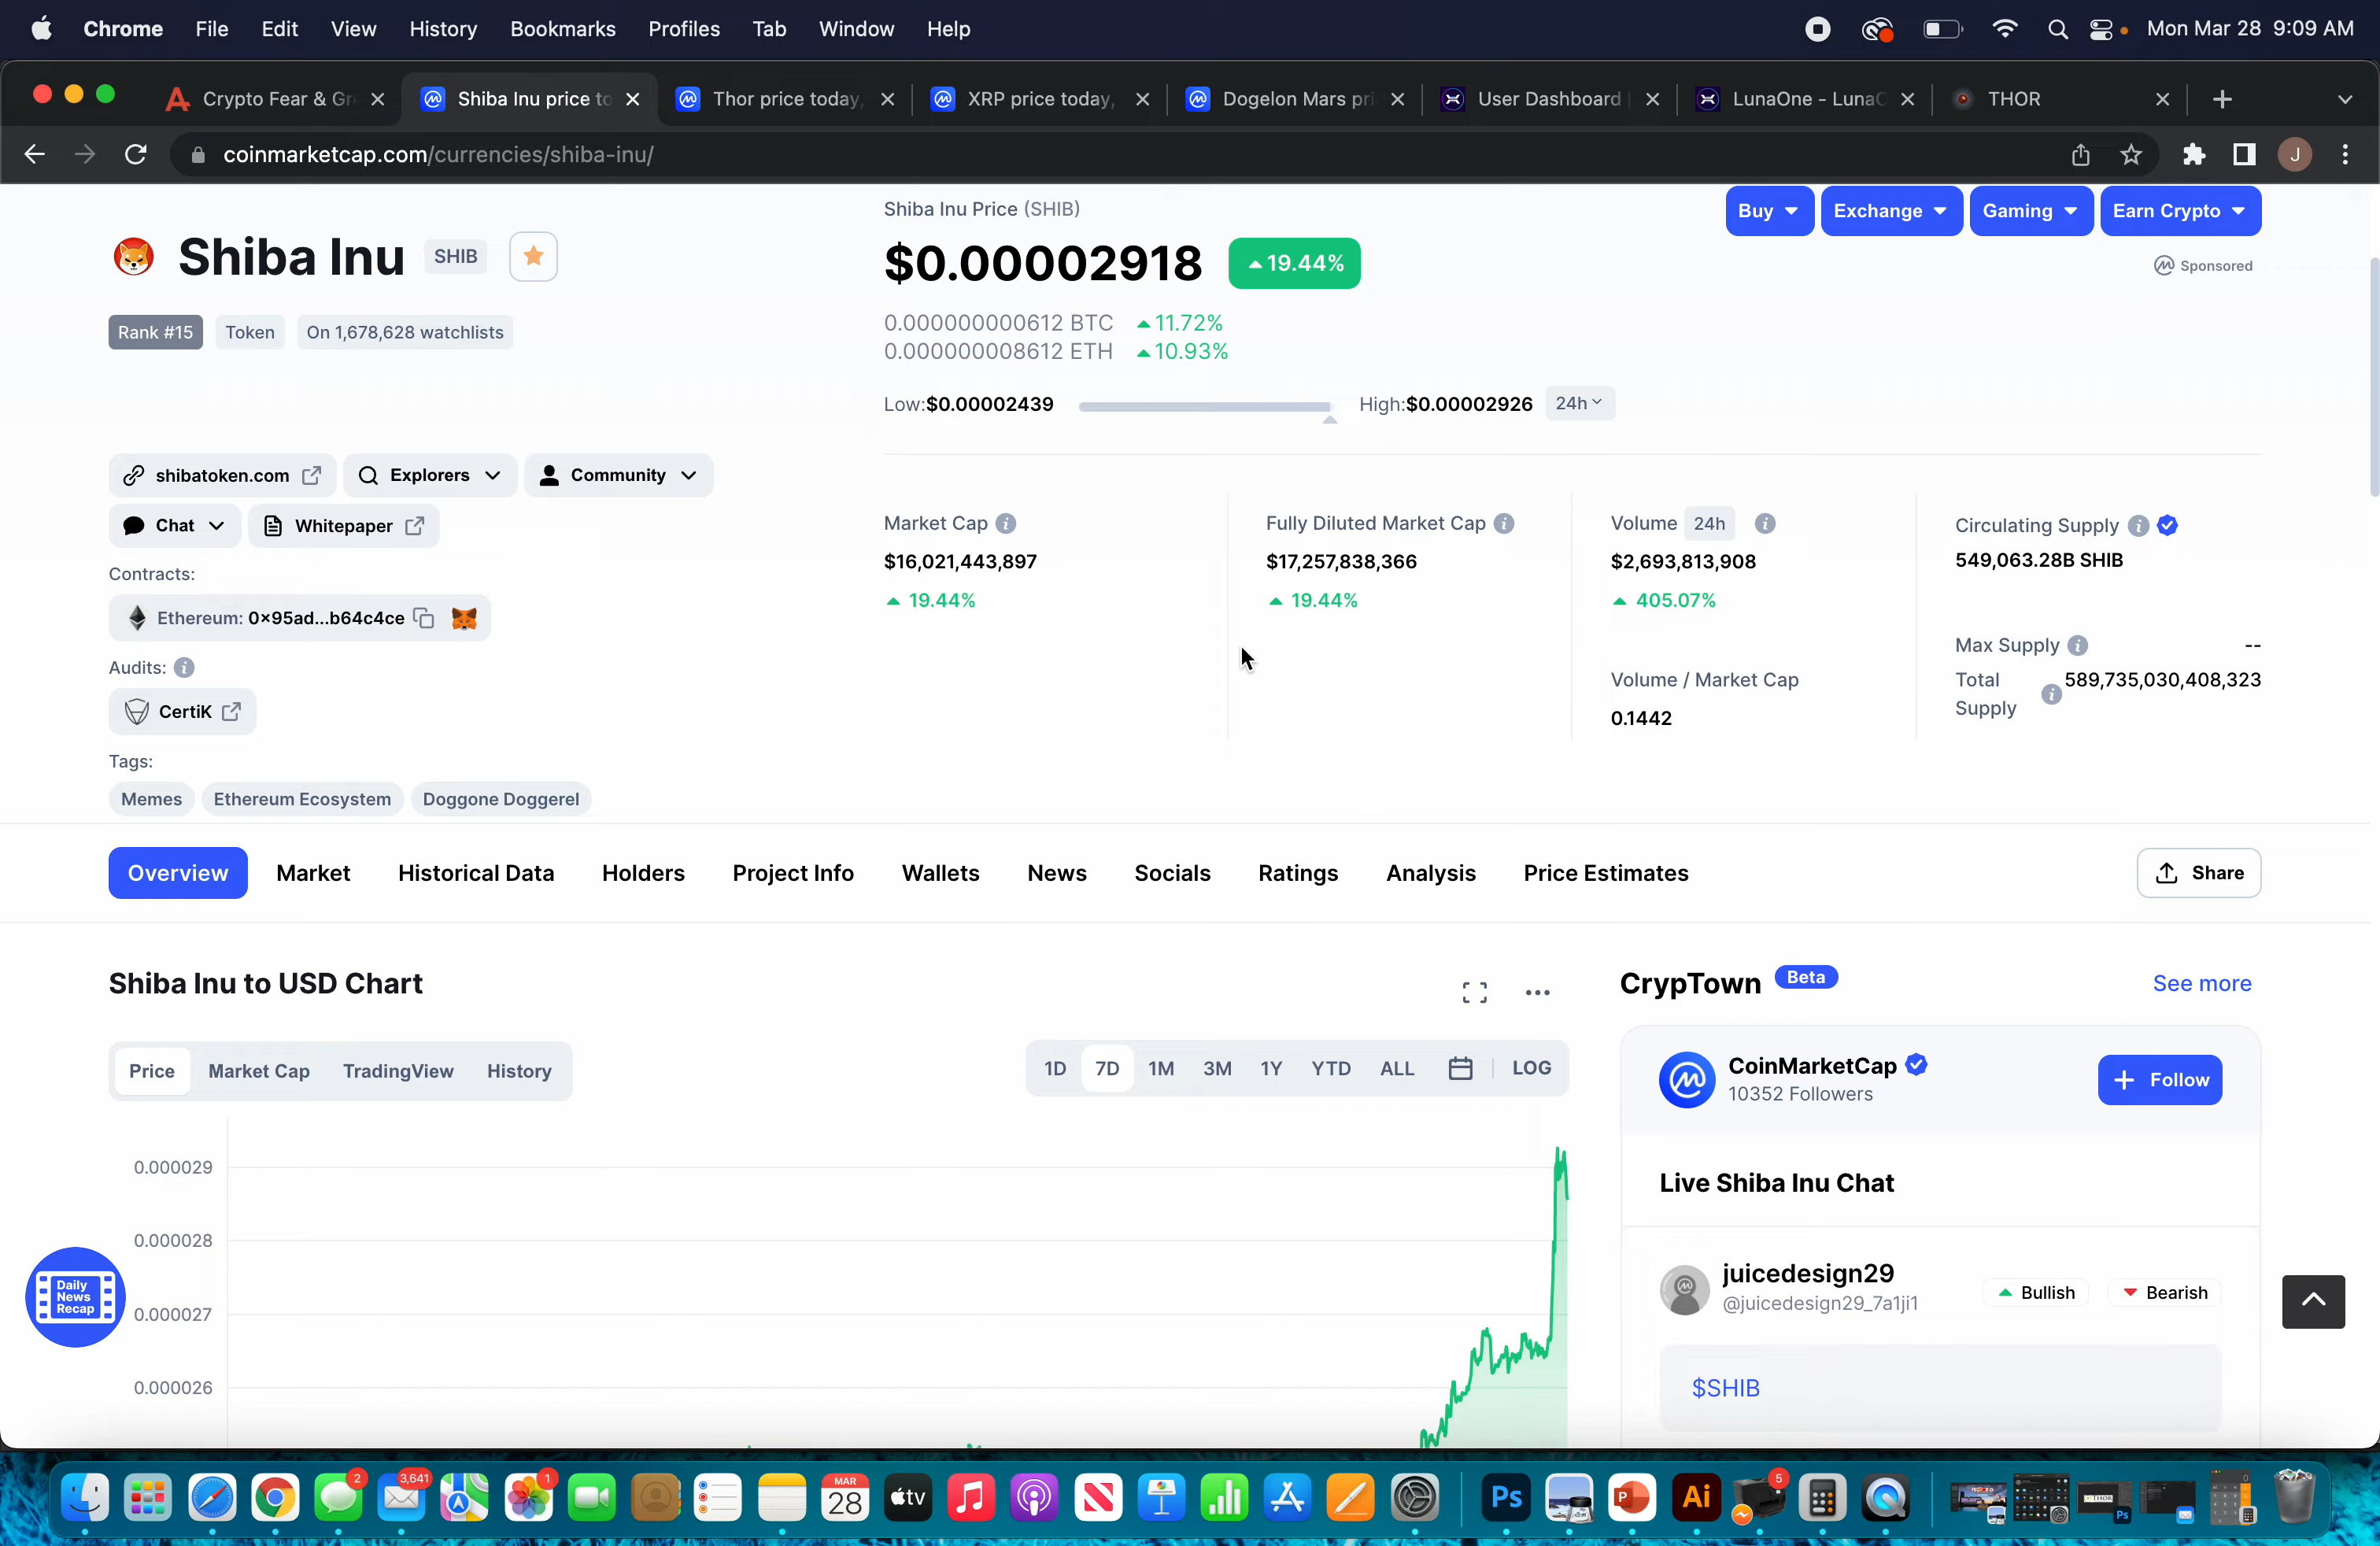 Chrome File Edit View History Bookmarks Profiles Tab Window Help
Mon Mar 28 9:09 AM
Crypto Fear & Gr
Shiba Inu price to
Thor price today,
XRP price today,
Dogelon Mars pri
User Dashboard
LunaOne - Luna
THOR
coinmarketcap.com/currencies/shiba-inu/
J
Shiba Inu SHIB
Rank #15 Token On 1,678,628 watchlists
Shiba Inu Price (SHIB)
$0.00002918 19.44%
0.000000000612 BTC 11.72%
0.000000008612 ETH 10.93%
Low:$0.00002439 High:$0.00002926 24h
Buy Exchange Gaming Earn Crypto
Sponsored
shibatoken.com Explorers Community
Chat Whitepaper
Contracts:
Ethereum: 0x95ad...b64c4ce
Audits:
CertiK
Tags:
Memes Ethereum Ecosystem Doggone Doggerel
Market Cap
$16,021,443,897
19.44%
Fully Diluted Market Cap
$17,257,838,366
19.44%
Volume 24h
$2,693,813,908
405.07%
Volume / Market Cap
0.1442
Circulating Supply
549,063.28B SHIB
Max Supply --
Total Supply 589,735,030,408,323
Overview Market Historical Data Holders Project Info Wallets News Socials Ratings Analysis Price Estimates
Share
Shiba Inu to USD Chart
Price Market Cap TradingView History
1D 7D 1M 3M 1Y YTD ALL LOG
0.000029
0.000028
0.000027
0.000026
Daily
News
Recap
CrypTown Beta See more
CoinMarketCap
10352 Followers
+ Follow
Live Shiba Inu Chat
juicedesign29
@juicedesign29_7a1ji1
Bullish Bearish
$SHIB
2
3,641
1
MAR
28
tv
Ps
P
Ai
5